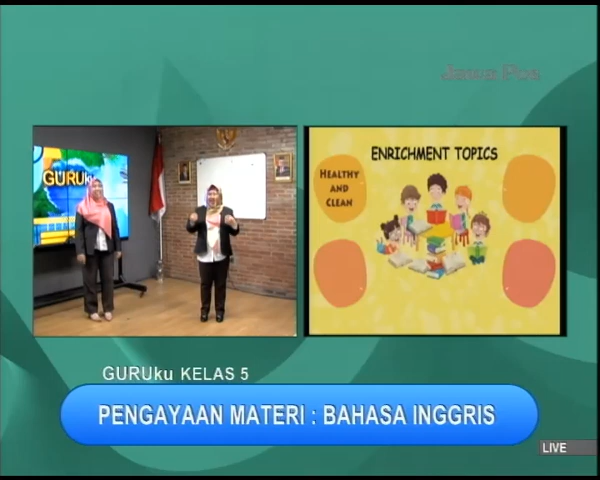 Jawa Pos
GURUku
ENRICHMENT TOPICS
HEALTHY
AND
CLEAN
GURUku KELAS 5
PENGAYAAN MATERI : BAHASA INGGRIS
LIVE